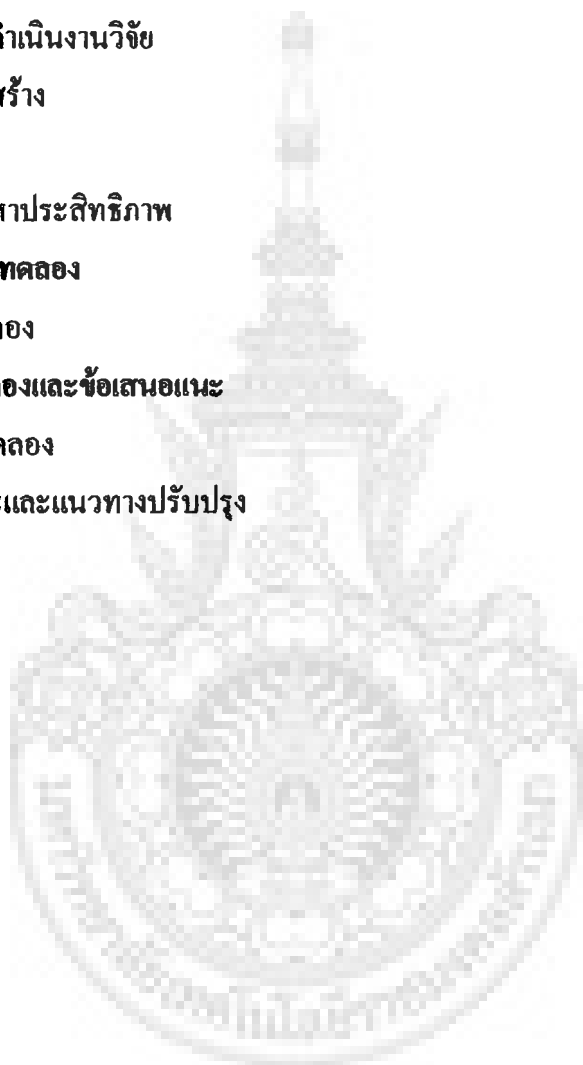 ำเนินงานวิจัย
สร้าง
าประสิทธิภาพ
ทดลอง
ลอง
องและข้อเสนอแนะ
ดลอง
ะและแนวทางปรับปรุง